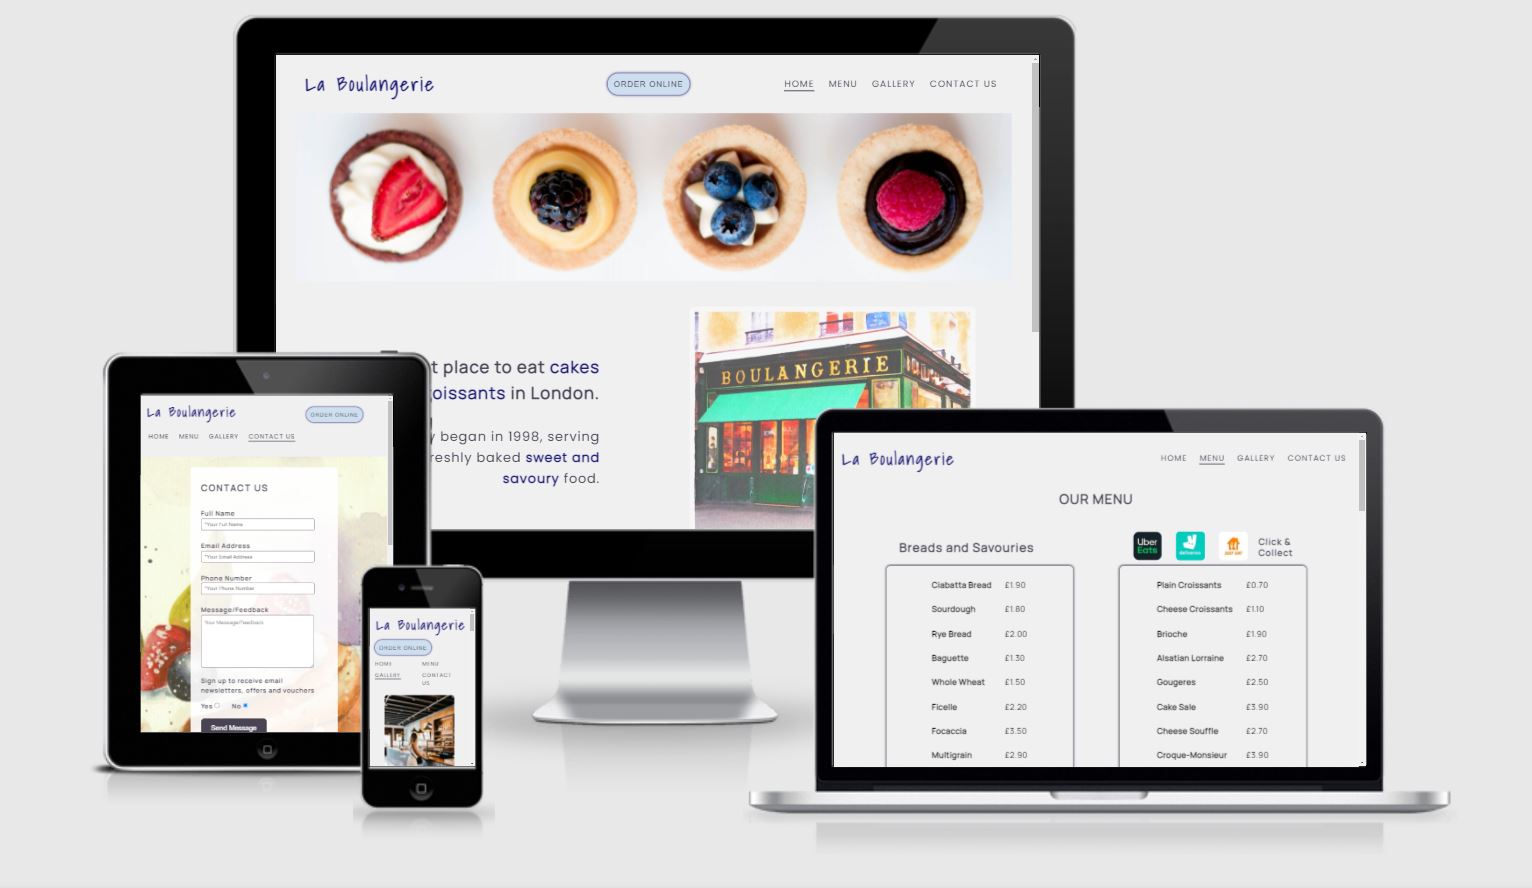 La Boulangerie
ORDER ONLINE
HOME MENU GALLERY CONTACT US
t place to eat cakes
oissants in London.
y began in 1998, serving
reshly baked sweet and
savoury food.
BOULANGERIE
La Boulangerie
ORDER ONLINE
HOME MENU GALLERY CONTACT US
CONTACT US
Full Name
*Your Full Name
Email Address
*Your Email Address
Phone Number
*Your Phone Number
Message/Feedback
Your Message/Feedback
Sign up to receive email
newsletters, offers and vouchers
Yes No
Send Message
La Boulangerie
ORDER ONLINE
HOME MENU
GALLERY CONTACT
US
La Boulangerie
HOME MENU GALLERY CONTACT US
OUR MENU
Breads and Savouries
Uber
Eats
deliveroo
JUST EAT
Click &
Collect
Ciabatta Bread £1.90
Sourdough £1.80
Rye Bread £2.00
Baguette £1.30
Whole Wheat £1.50
Ficelle £2.20
Focaccia £3.50
Multigrain £2.90
Plain Croissants £0.70
Cheese Croissants £1.10
Brioche £1.90
Alsatian Lorraine £2.70
Gougeres £2.50
Cake Sale £3.90
Cheese Souffle £2.70
Croque-Monsieur £3.90